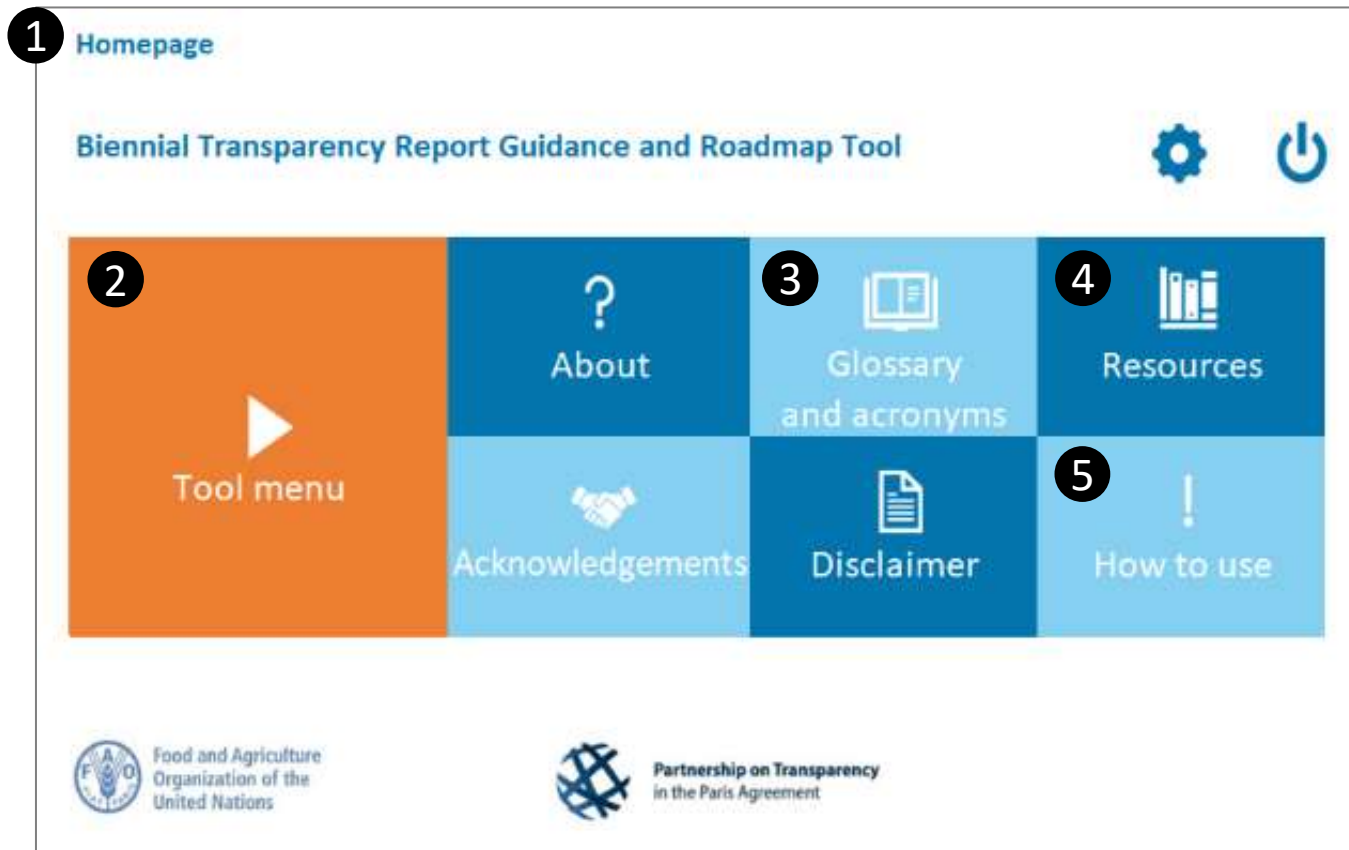 1 Homepage
Biennial Transparency Report Guidance and Roadmap Tool
2
Tool menu
?
About
3
Glossary
and acronyms
4
Resources
Acknowledgements
Disclaimer
5
!
How to use
F A O
Food and Agriculture
Organization of the
United Nations
Partnership on Transparency
in the Paris Agreement